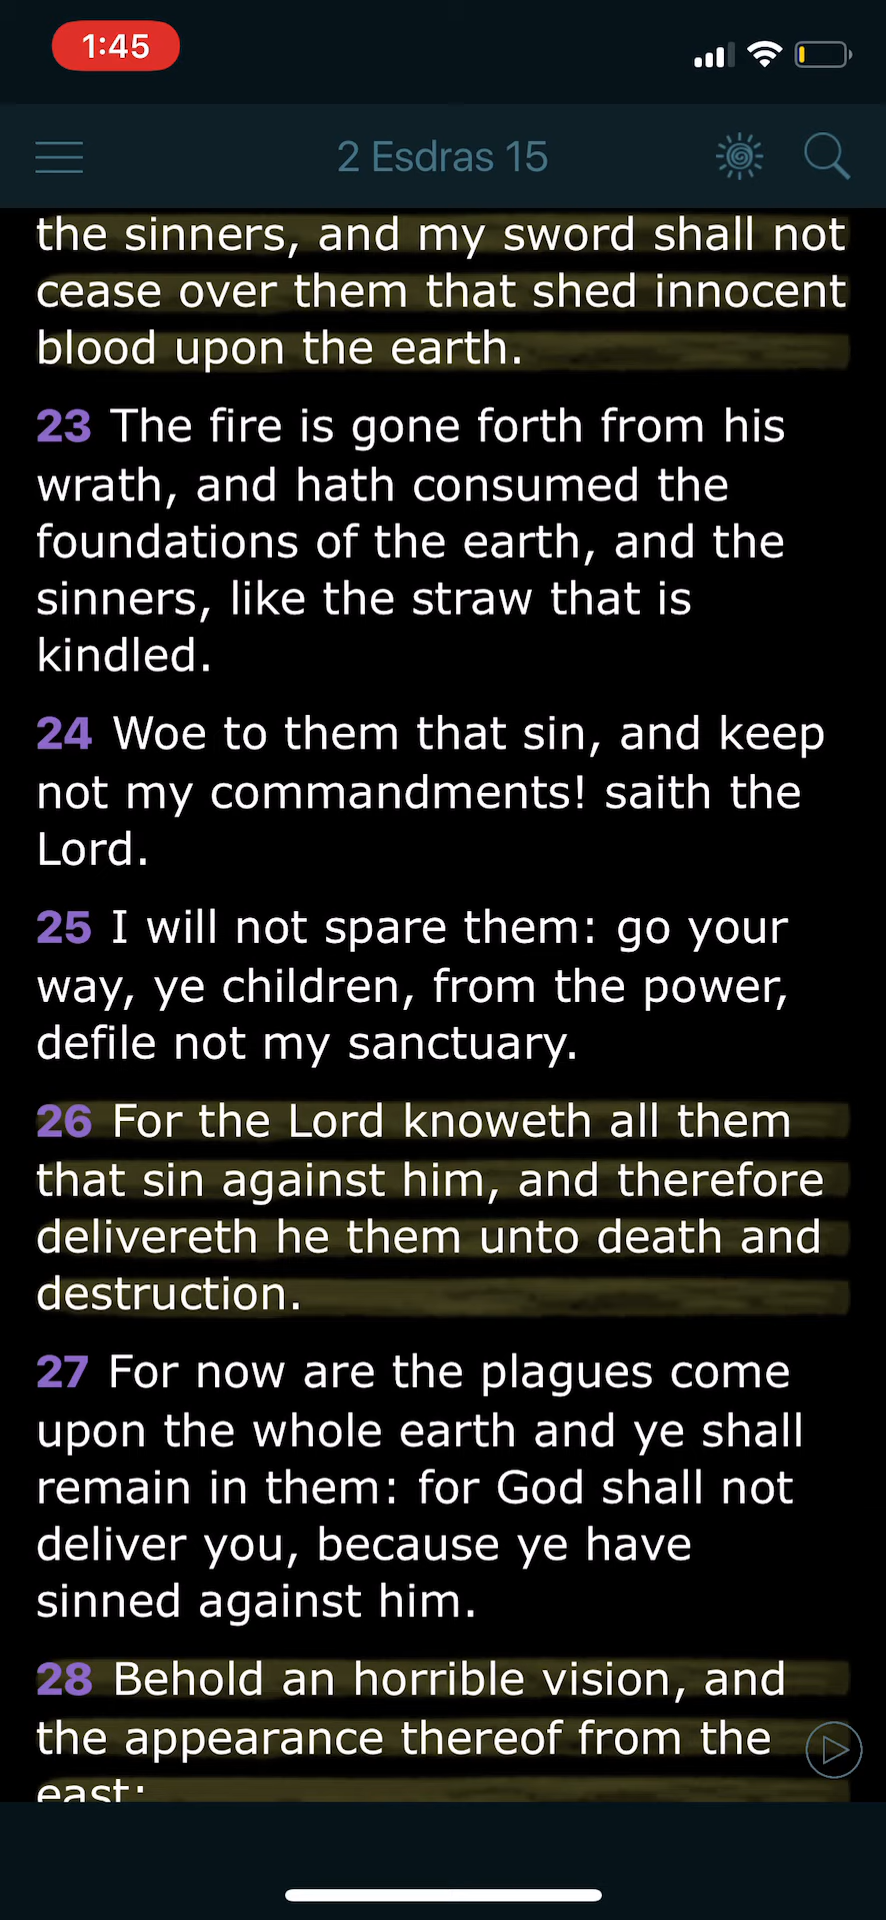 1:45
2 Esdras 15
the sinners, and my sword shall not
cease over them that shed innocent
blood upon the earth.
23 The fire is gone forth from his
wrath, and hath consumed the
foundations of the earth, and the
sinners, like the straw that is
kindled.
24 Woe to them that sin, and keep
not my commandments! saith the
Lord.
25 I will not spare them: go your
way, ye children, from the power,
defile not my sanctuary.
26 For the Lord knoweth all them
that sin against him, and therefore
delivereth he them unto death and
destruction.
27 For now are the plagues come
upon the whole earth and ye shall
remain in them: for God shall not
deliver you, because ye have
sinned against him.
28 Behold an horrible vision, and
the appearance thereof from the
east: